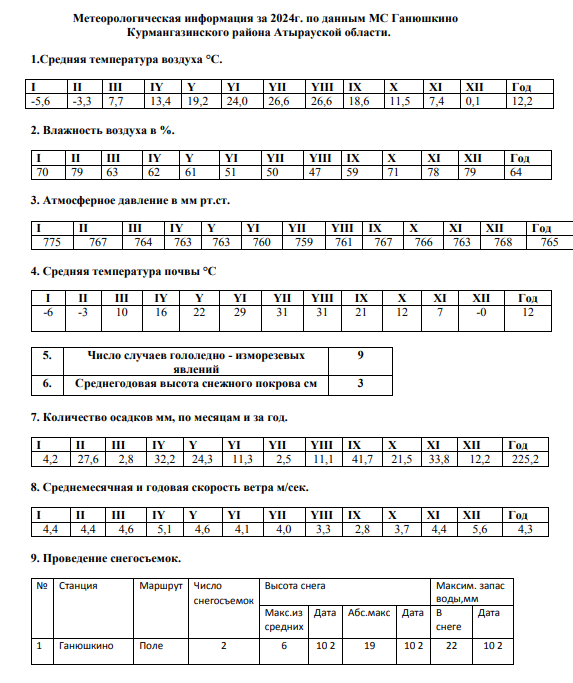 Метеорологическая информация за 2024г. по данным МС Ганюшкино
Курмангазинского района Атырауской области.
1.Средняя температура воздуха °С.
I II III IY Y YI YII YIII IX X XI XII Год
-5,6 -3,3 7,7 13,4 19,2 24,0 26,6 26,6 18,6 11,5 7,4 0,1 12,2
2. Влажность воздуха в %.
I II III IY Y YI YII YIII IX X XI XII Год
70 79 63 62 61 51 50 47 59 71 78 79 64
3. Атмосферное давление в мм рт.ст.
I II III IY Y YI YII YIII IX X XI XII Год
775 767 764 763 763 760 759 761 767 766 763 768 765
4. Средняя температура почвы °С
I II III IY Y YI YII YIII IX X XI XII Год
-6 -3 10 16 22 29 31 31 21 12 7 -0 12
5. Число случаев гололедно - изморезевых 9
явлений
6. Среднегодовая высота снежного покрова см 3
7. Количество осадков мм, по месяцам и за год.
I II III IY Y YI YII YIII IX X XI XII Год
4,2 27,6 2,8 32,2 24,3 11,3 2,5 11,1 41,7 21,5 33,8 12,2 225,2
8. Среднемесячная и годовая скорость ветра м/сек.
I II III IY Y YI YII YIII IX X XI XII Год
4,4 4,4 4,6 5,1 4,6 4,1 4,0 3,3 2,8 3,7 4,4 5,6 4,3
9. Проведение снегосъемок.
№ Станция Маршрут Число Высота снега Максим. запас
снегосъемок воды,мм
Макс.из Дата Абс.макс Дата В Дата
средних снеге
1 Ганюшкино Поле 2 6 10 2 19 10 2 22 10 2